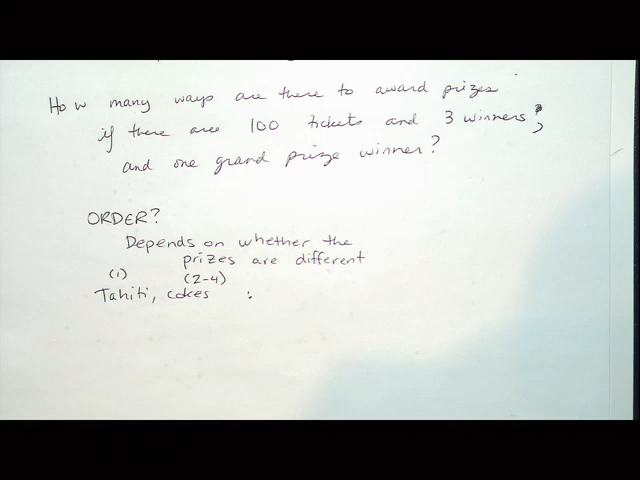 How many ways are there to award prizes
if there are 100 tickets and 3 winners,
and one grand prize winner?
ORDER?
Depends on whether the
prizes are different
(1) (2-4)
Tahiti, cokes :